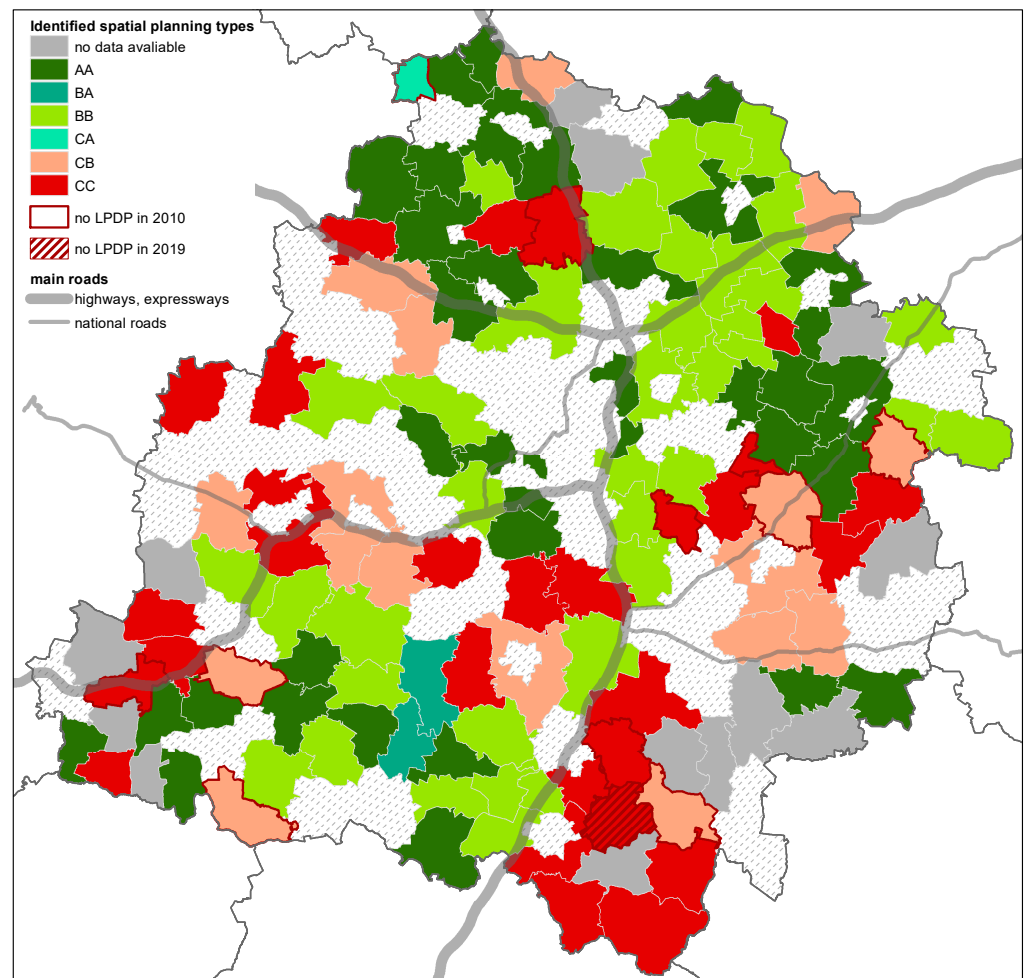 Identified spatial planning types
no data avaliable
AA
BA
BB
CA
CB
CC
no LPDP in 2010
no LPDP in 2019
main roads
highways, expressways
national roads